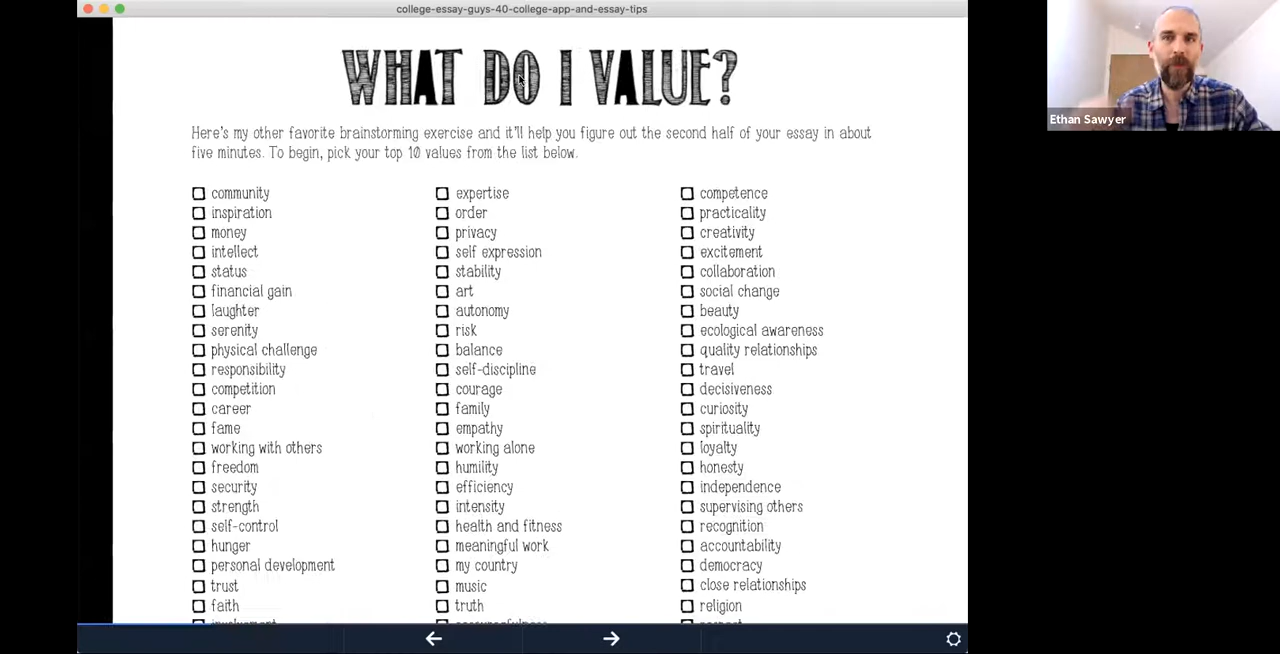 college-essay-guys-40-college-app-and-essay-tips
WHAT DO I VALUE?
Here's my other favorite brainstorming exercise and it'll help you figure out the second half of your essay in about
five minutes. To begin, pick your top 10 values from the list below.
community
inspiration
money
intellect
status
financial gain
laughter
serenity
physical challenge
responsibility
competition
career
fame
working with others
freedom
security
strength
self-control
hunger
personal development
trust
faith
expertise
order
privacy
self expression
stability
art
autonomy
risk
balance
self-discipline
courage
family
empathy
working alone
humility
efficiency
intensity
health and fitness
meaningful work
my country
music
truth
competence
practicality
creativity
excitement
collaboration
social change
beauty
ecological awareness
quality relationships
travel
decisiveness
curiosity
spirituality
loyalty
honesty
independence
supervising others
recognition
accountability
democracy
close relationships
religion
Ethan Sawyer